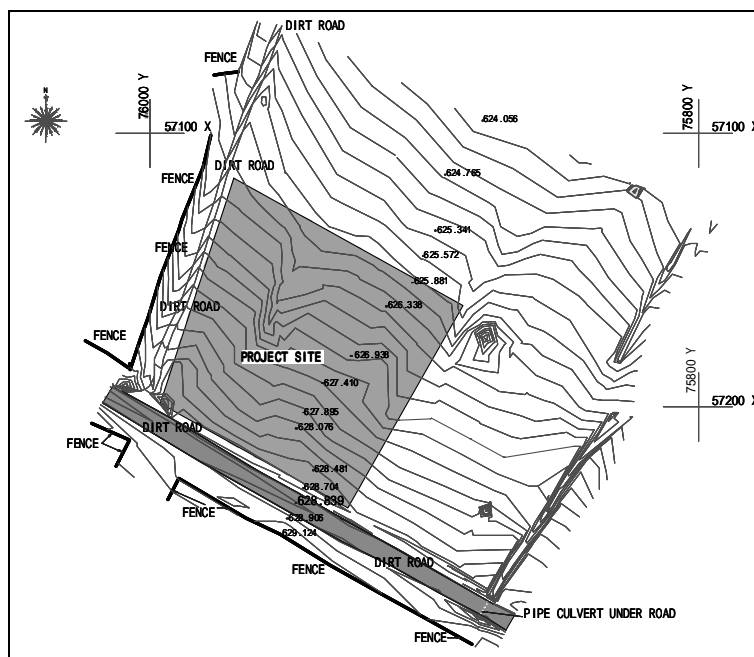 DIRT ROAD
FENCE
N
76000 Y
57100 X
624.056
75800 Y
57100 X
DIRT ROAD
FENCE
624.765
FENCE
625.341
625.572
625.881
DIRT ROAD
626.338
FENCE
PROJECT SITE
626.938
75800 Y
627.410
57200 X
627.895
DIRT ROAD
628.076
FENCE
628.481
628.704
628.839
FENCE
628.906
629.124
FENCE
DIRT ROAD
PIPE CULVERT UNDER ROAD
FENCE